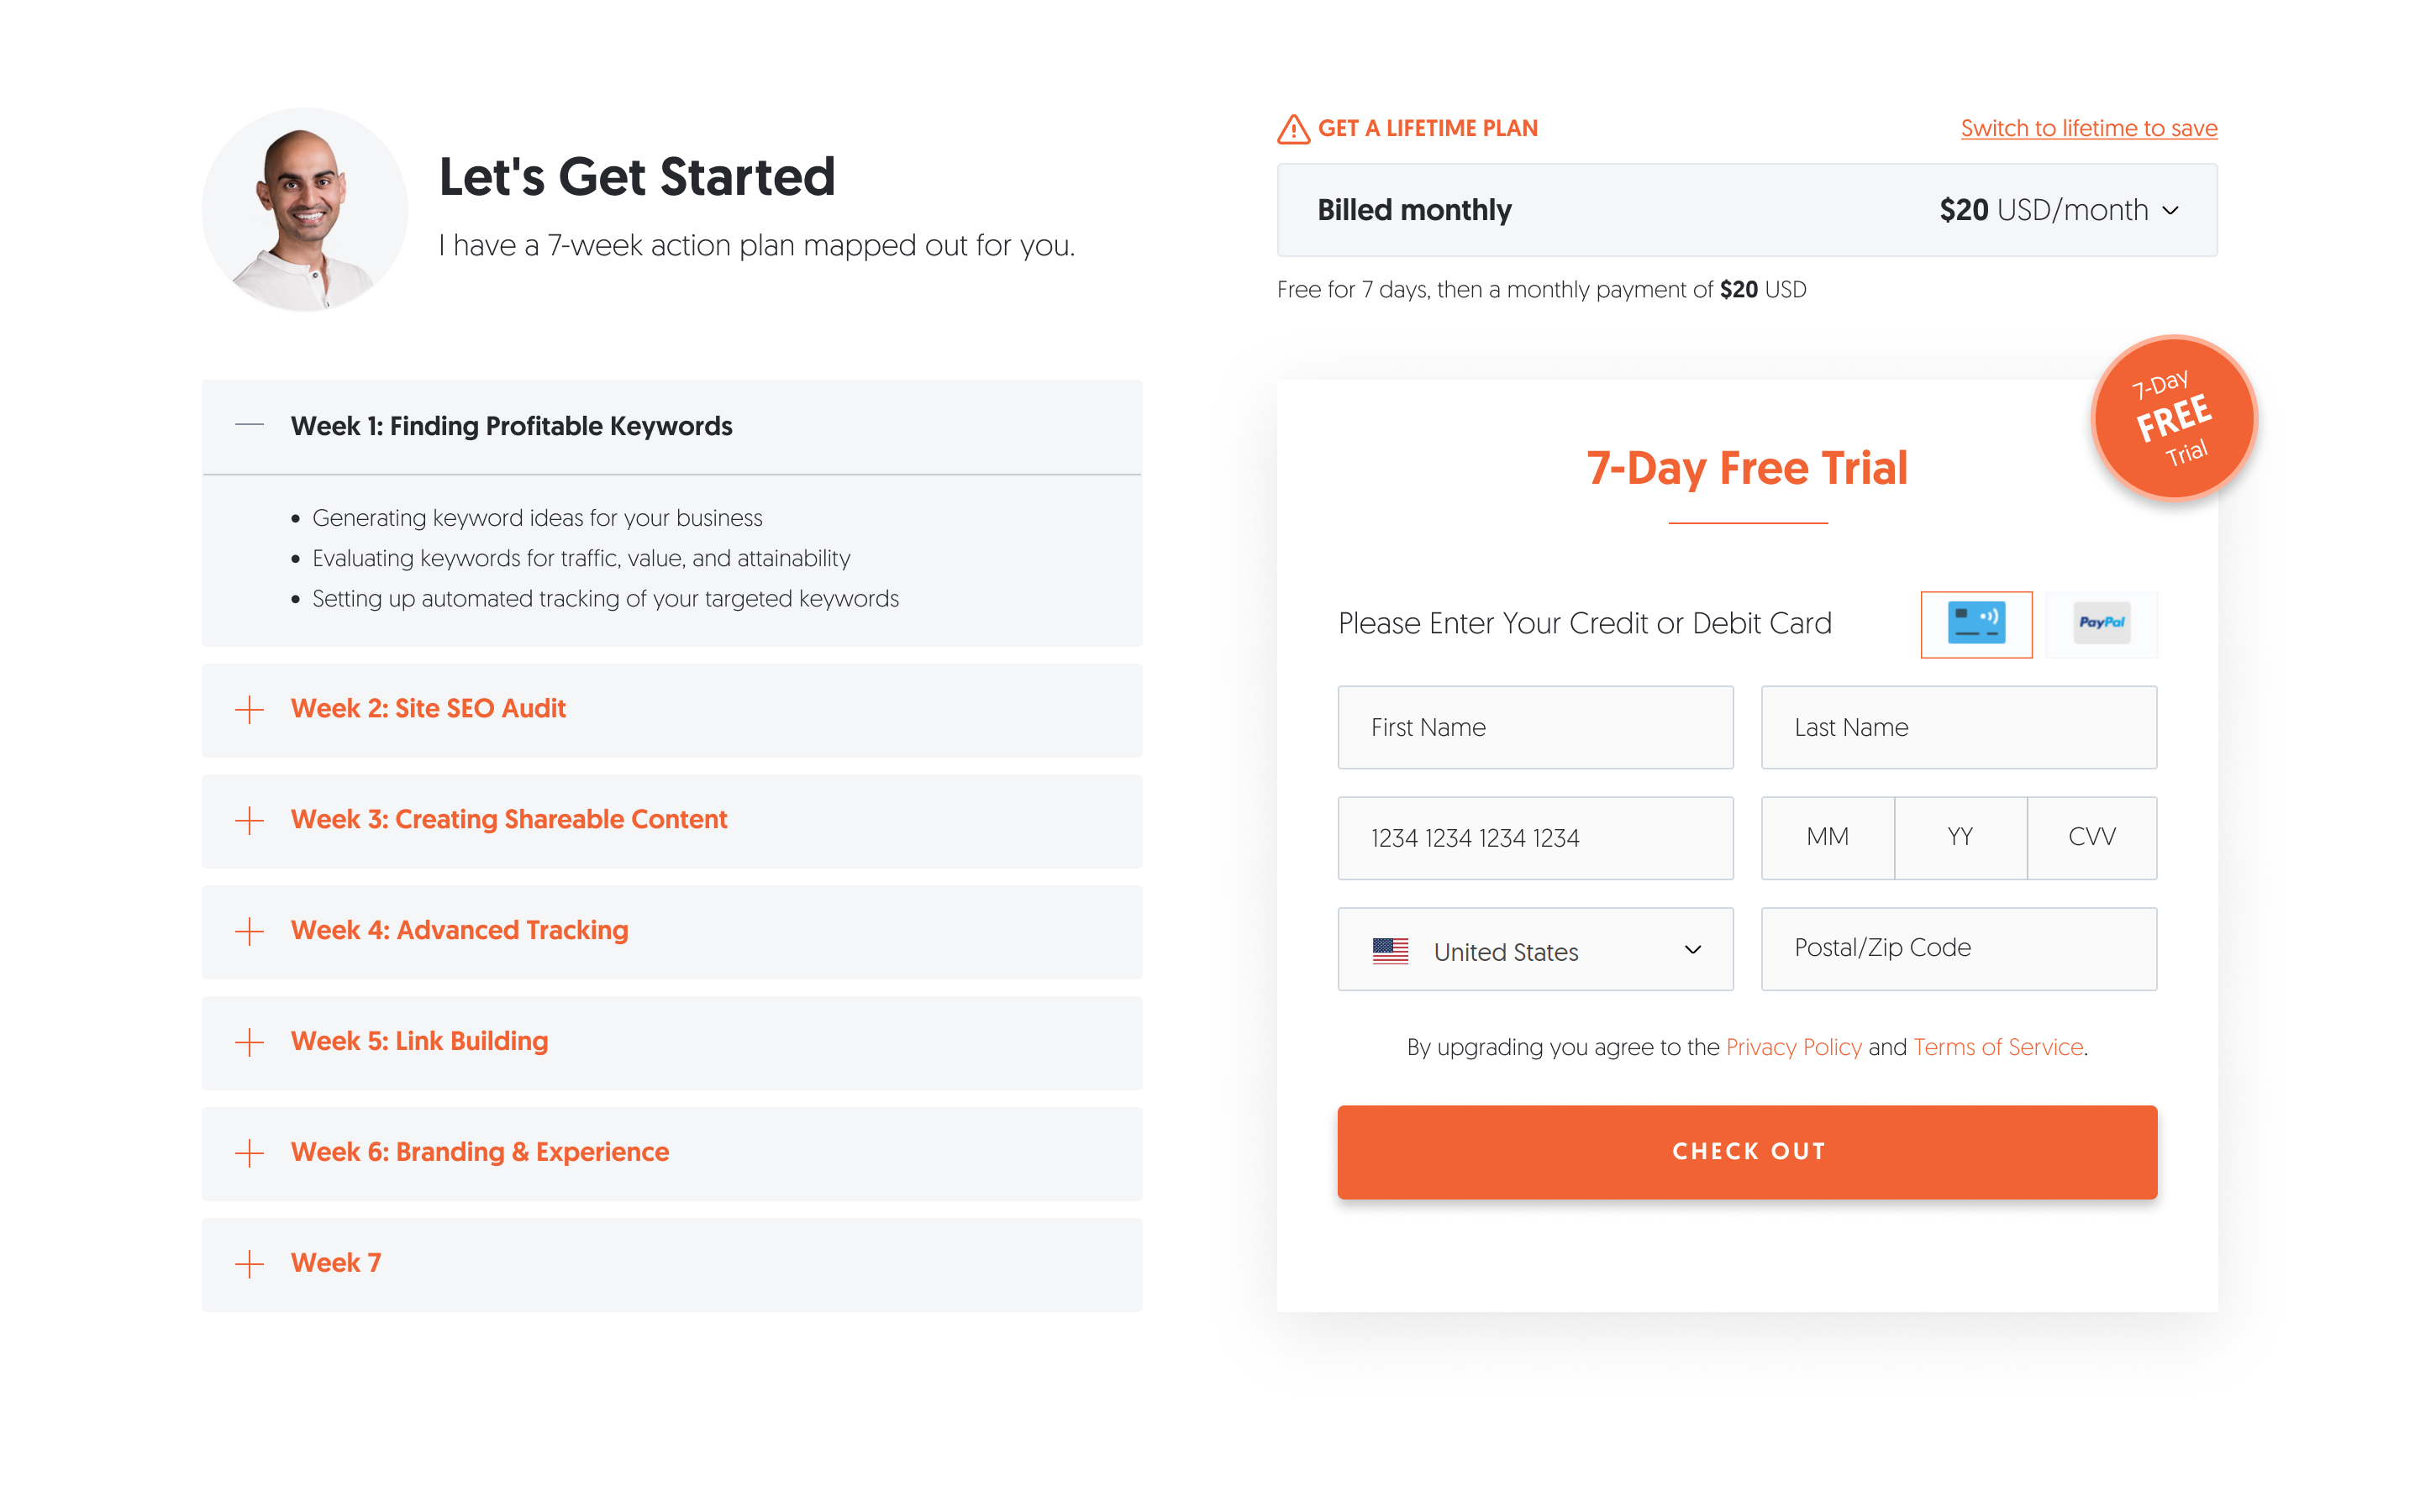 Let's Get Started
I have a 7-week action plan mapped out for you.
Week 1: Finding Profitable Keywords
Generating keyword ideas for your business
Evaluating keywords for traffic, value, and attainability
Setting up automated tracking of your targeted keywords
Week 2: Site SEO Audit
Week 3: Creating Shareable Content
Week 4: Advanced Tracking
Week 5: Link Building
Week 6: Branding & Experience
Week 7
GET A LIFETIME PLAN
Switch to lifetime to save
Billed monthly
$20 USD/month
Free for 7 days, then a monthly payment of $20 USD
7-Day
FREE
Trial
7-Day Free Trial
Please Enter Your Credit or Debit Card
PayPal
First Name
Last Name
1234 1234 1234 1234
MM
YY
CVV
United States
Postal/Zip Code
By upgrading you agree to the Privacy Policy and Terms of Service.
CHECK OUT